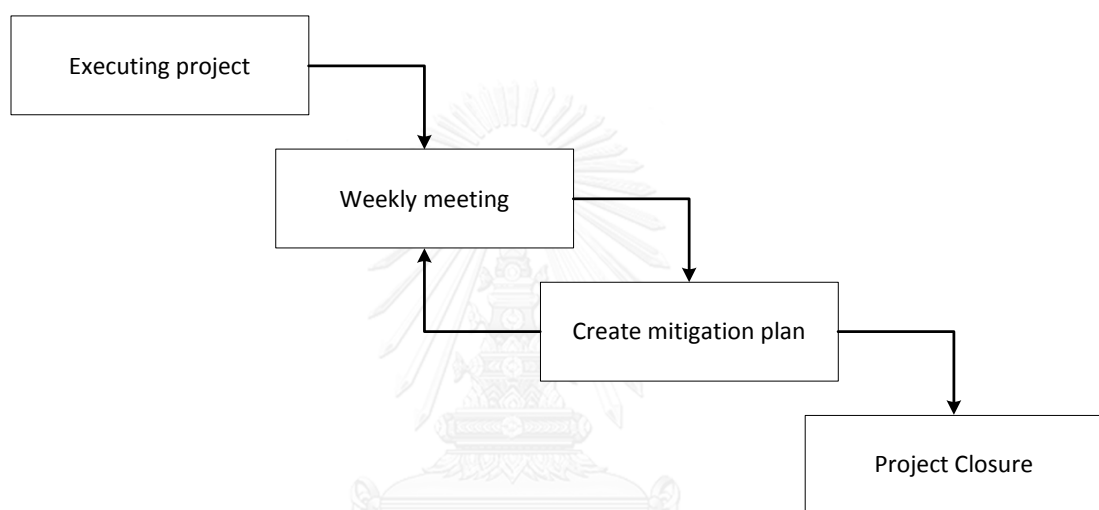 Executing project
Weekly meeting
Create mitigation plan
Project Closure